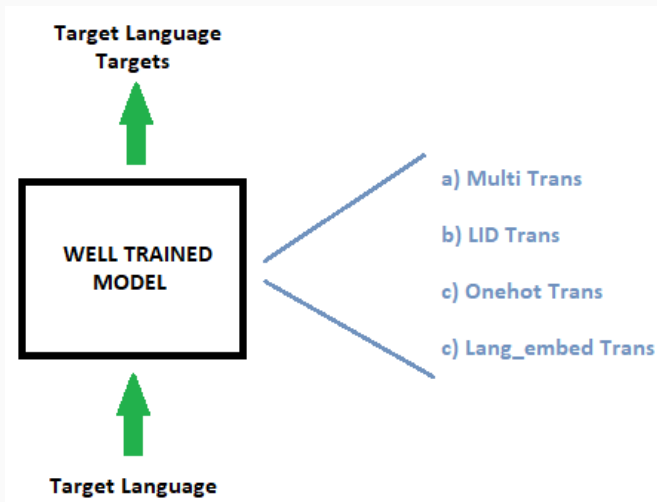 Target Language
Targets
WELL TRAINED
MODEL
a) Multi Trans
b) LID Trans
c) Onehot Trans
c) Lang_embed Trans
Target Language